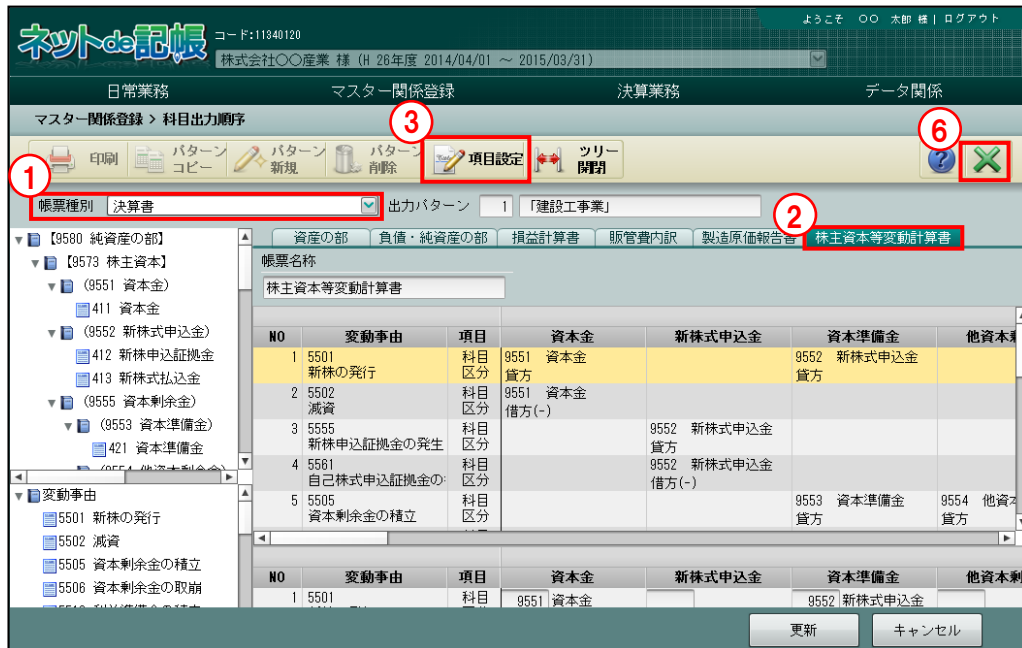 ようこそ 〇〇 太郎 様 | ログアウト
ネットde記帳
コード:11340120
株式会社〇〇産業 様 (H 26年度 2014/04/01 ～ 2015/03/31)
日常業務 マスター関係登録 決算業務 データ関係
マスター関係登録 > 科目出力順序
③ ⑥
印刷 パターンコピー パターン新規 パターン削除 項目設定 ツリー開閉 ?
①
帳票種別 決算書 出力パターン 1 「建設工事業」
②
【9580 純資産の部】
【9573 株主資本】
(9551 資本金)
411 資本金
(9552 新株式申込金)
412 新株申込証拠金
413 新株式払込金
(9555 資本剰余金)
(9553 資本準備金)
421 資本準備金
変動事由
5501 新株の発行
5502 減資
5505 資本剰余金の積立
5506 資本剰余金の取崩
資産の部 負債・純資産の部 損益計算書 販管費内訳 製造原価報告書 株主資本等変動計算書
帳票名称
株主資本等変動計算書
NO 変動事由 項目 資本金 新株式申込金 資本準備金 他資本
1 5501 科目 9551 資本金 9552 新株式申込金
新株の発行 区分 貸方 貸方
2 5502 科目 9551 資本金
減資 区分 借方(-)
3 5555 科目 9552 新株式申込金
新株申込証拠金の発生 区分 貸方
4 5561 科目 9552 新株式申込金
自己株式申込証拠金の 区分 借方(-)
5 5505 科目 9553 資本準備金 9554 他資
資本剰余金の積立 区分 貸方 貸方
NO 変動事由 項目 資本金 新株式申込金 資本準備金 他資本
1 5501 科目 9551 資本金 9552 新株式申込金
更新 キャンセル